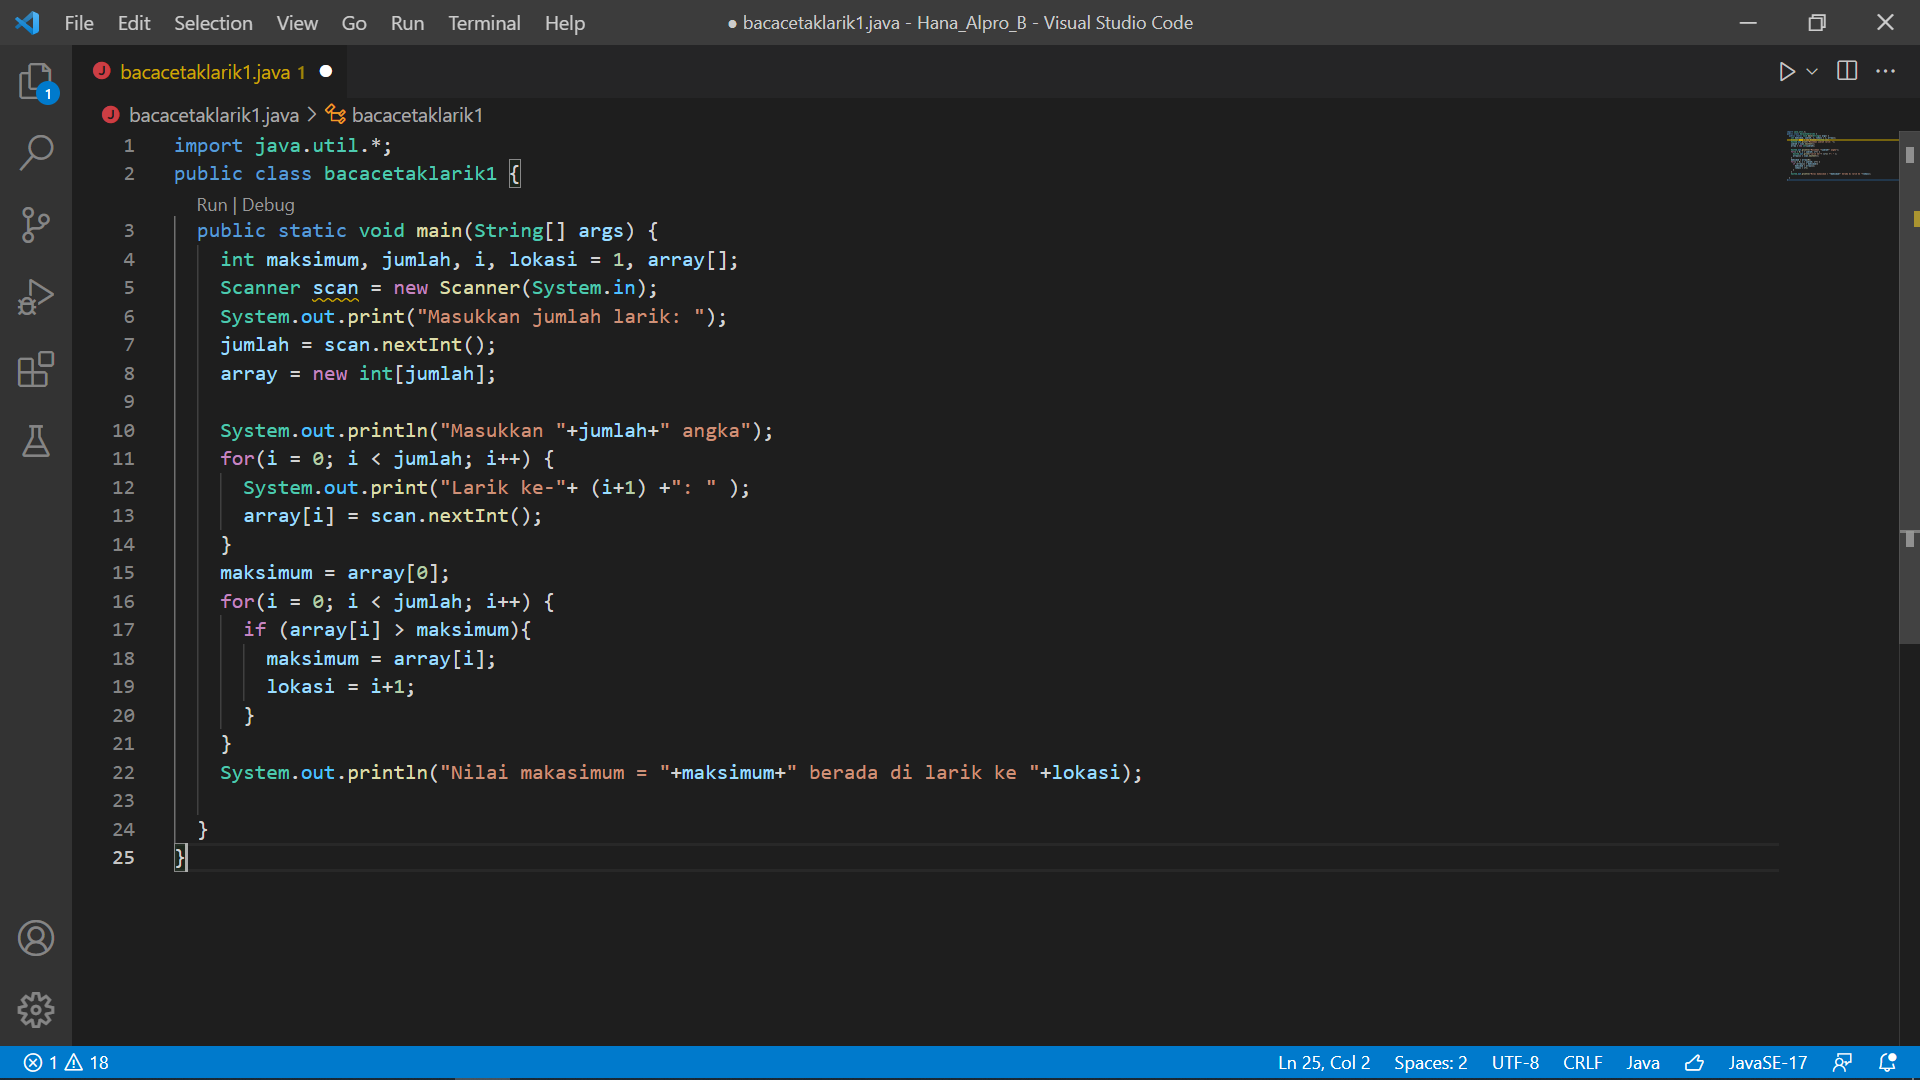 File Edit Selection View Go Run Terminal Help ● bacacetaklarik1.java - Hana_Alpro_B - Visual Studio Code
J bacacetaklarik1.java 1 ●
J bacacetaklarik1.java > bacacetaklarik1
1
1 import java.util.*;
2 public class bacacetaklarik1 {
Run | Debug
3 public static void main(String[] args) {
4 int maksimum, jumlah, i, lokasi = 1, array[];
5 Scanner scan = new Scanner(System.in);
6 System.out.print("Masukkan jumlah larik: ");
7 jumlah = scan.nextInt();
8 array = new int[jumlah];
9
10 System.out.println("Masukkan "+jumlah+" angka");
11 for(i = 0; i < jumlah; i++) {
12 System.out.print("Larik ke-"+ (i+1) +": " );
13 array[i] = scan.nextInt();
14 }
15 maksimum = array[0];
16 for(i = 0; i < jumlah; i++) {
17 if (array[i] > maksimum){
18 maksimum = array[i];
19 lokasi = i+1;
20 }
21 }
22 System.out.println("Nilai makasimum = "+maksimum+" berada di larik ke "+lokasi);
23
24 }
25 }
1 18 Ln 25, Col 2 Spaces: 2 UTF-8 CRLF Java JavaSE-17